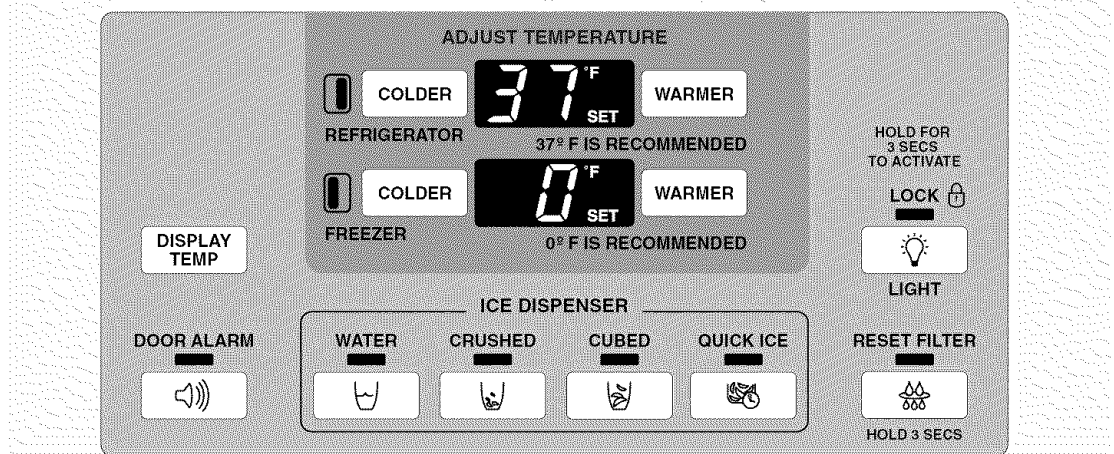 ADJUST TEMPERATURE
COLDER
37°F
SET
WARMER
REFRIGERATOR
37º F IS RECOMMENDED
COLDER
0°F
SET
WARMER
FREEZER
0º F IS RECOMMENDED
HOLD FOR
3 SECS
TO ACTIVATE
LOCK
LIGHT
DISPLAY
TEMP
ICE DISPENSER
DOOR ALARM
WATER
CRUSHED
CUBED
QUICK ICE
RESET FILTER
HOLD 3 SECS